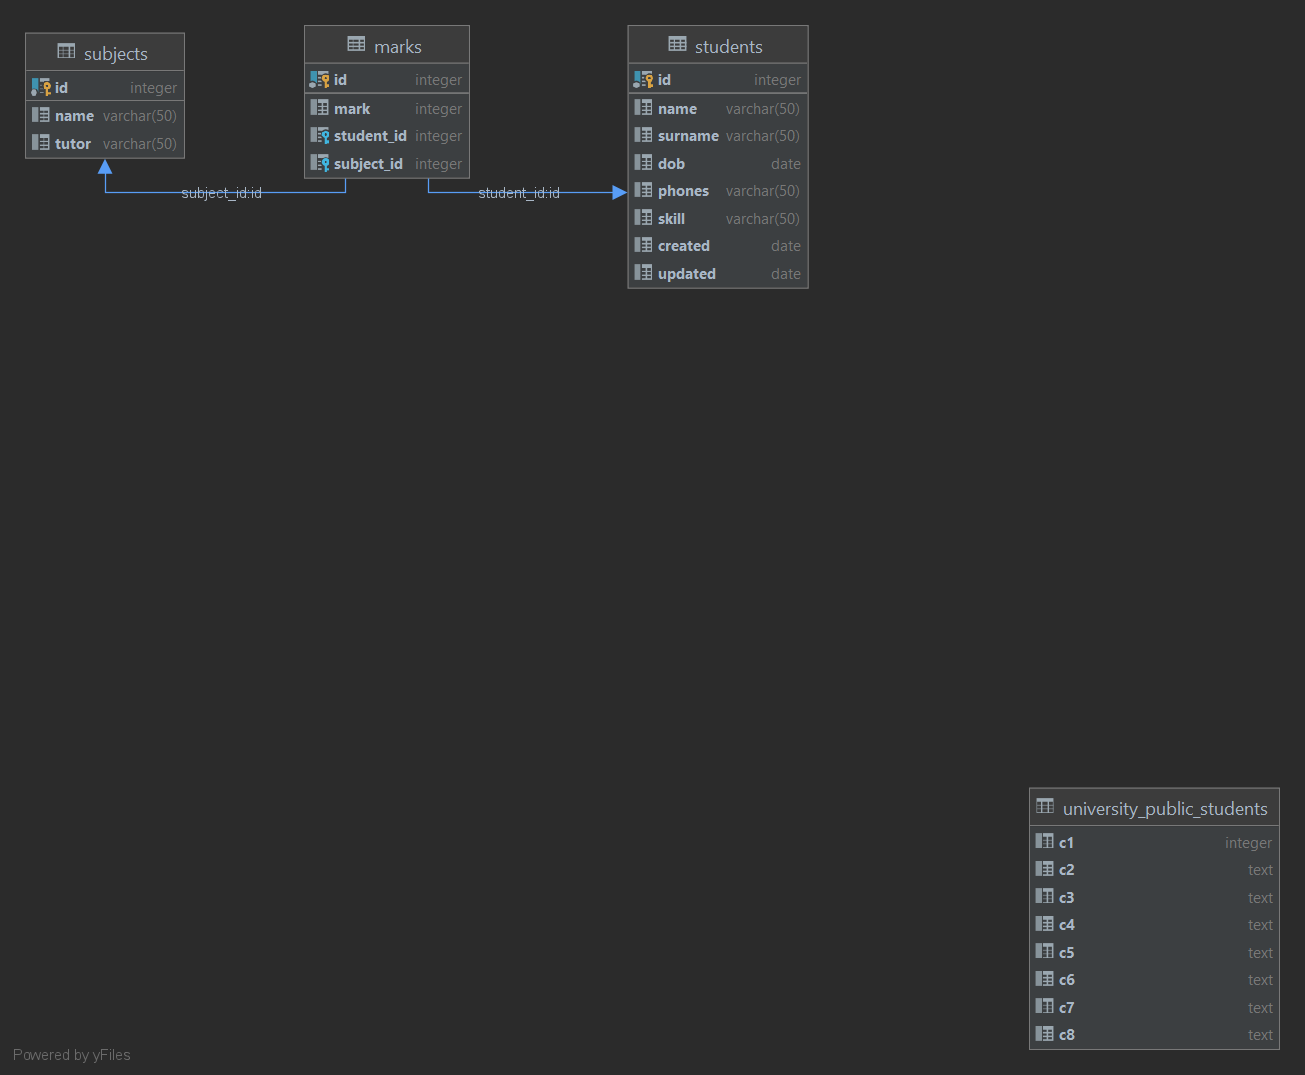 subjects
id integer
name varchar(50)
tutor varchar(50)
marks
id integer
mark integer
student_id integer
subject_id integer
students
id integer
name varchar(50)
surname varchar(50)
dob date
phones varchar(50)
skill varchar(50)
created date
updated date
subject_id:id
student_id:id
university_public_students
c1 integer
c2 text
c3 text
c4 text
c5 text
c6 text
c7 text
c8 text
Powered by yFiles